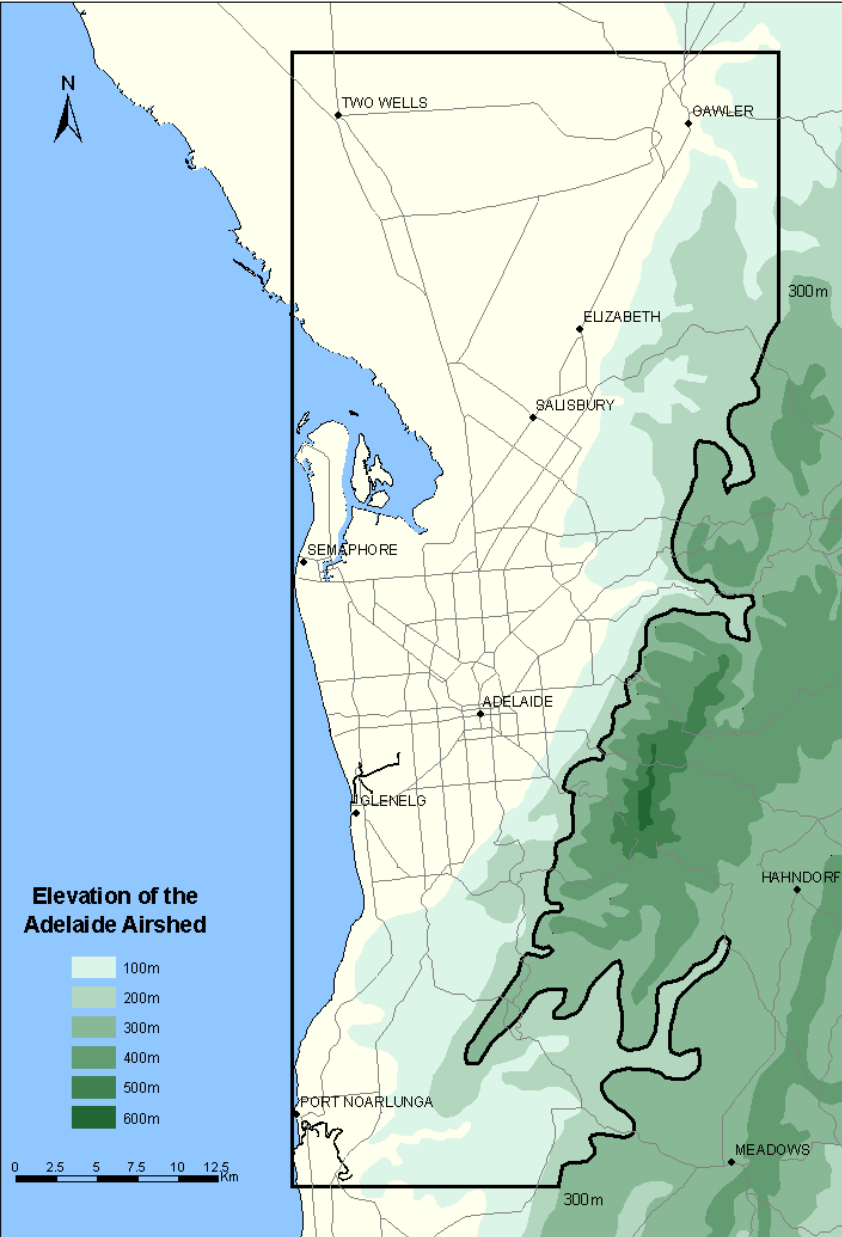 N
TWO WELLS
GAWLER
300m
ELIZABETH
SALISBURY
SEMAPHORE
ADELAIDE
GLENELG
HAHNDORF
Elevation of the
Adelaide Airshed
100m
200m
300m
400m
500m
600m
PORT NOARLUNGA
MEADOWS
0 2.5 5 7.5 10 12.5
Km
300m